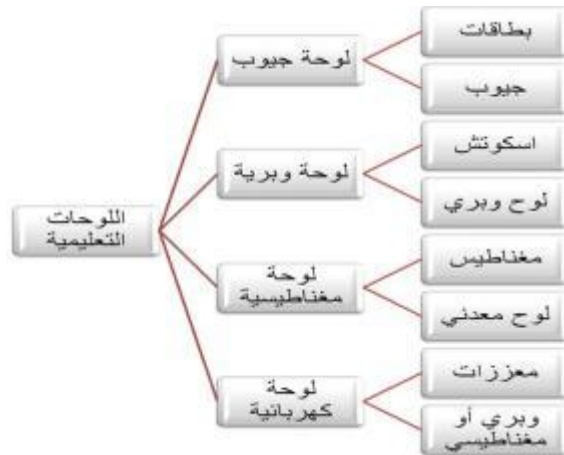 اللوحات
التعليمية
لوحة جيوب
بطاقات
جيوب
لوحة وبرية
اسكوتش
لوح وبري
لوحة
مغناطيسية
مغناطيس
لوح معدني
لوحة
كهربائية
معززات
وبري أو
مغناطيسي